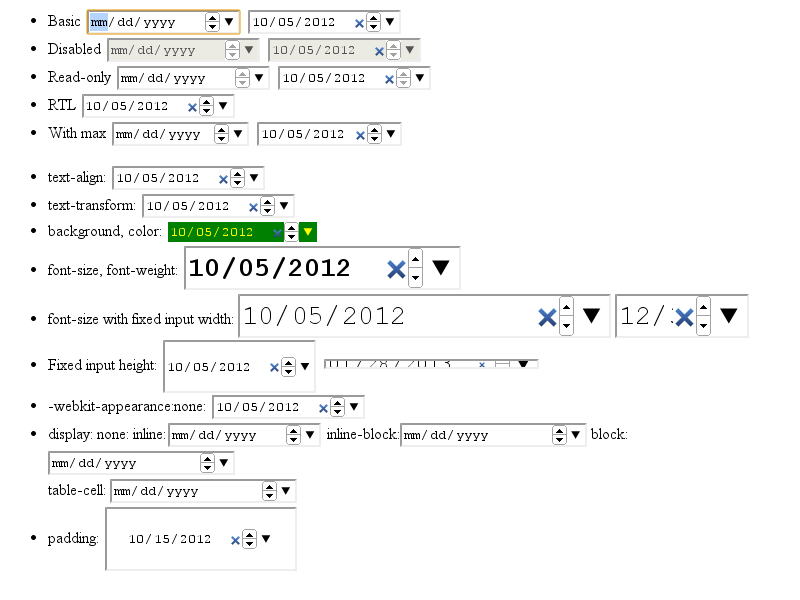 Basic mm/dd/yyyy 10/05/2012
Disabled mm/dd/yyyy 10/05/2012
Read-only mm/dd/yyyy 10/05/2012
RTL 10/05/2012
With max mm/dd/yyyy 10/05/2012
text-align: 10/05/2012
text-transform: 10/05/2012
background, color: 10/05/2012
font-size, font-weight: 10/05/2012
font-size with fixed input width: 10/05/2012 12/
Fixed input height: 10/05/2012 01/28/2013
-webkit-appearance:none: 10/05/2012
display: none: inline: mm/dd/yyyy inline-block: mm/dd/yyyy block:
mm/dd/yyyy
table-cell: mm/dd/yyyy
padding: 10/15/2012